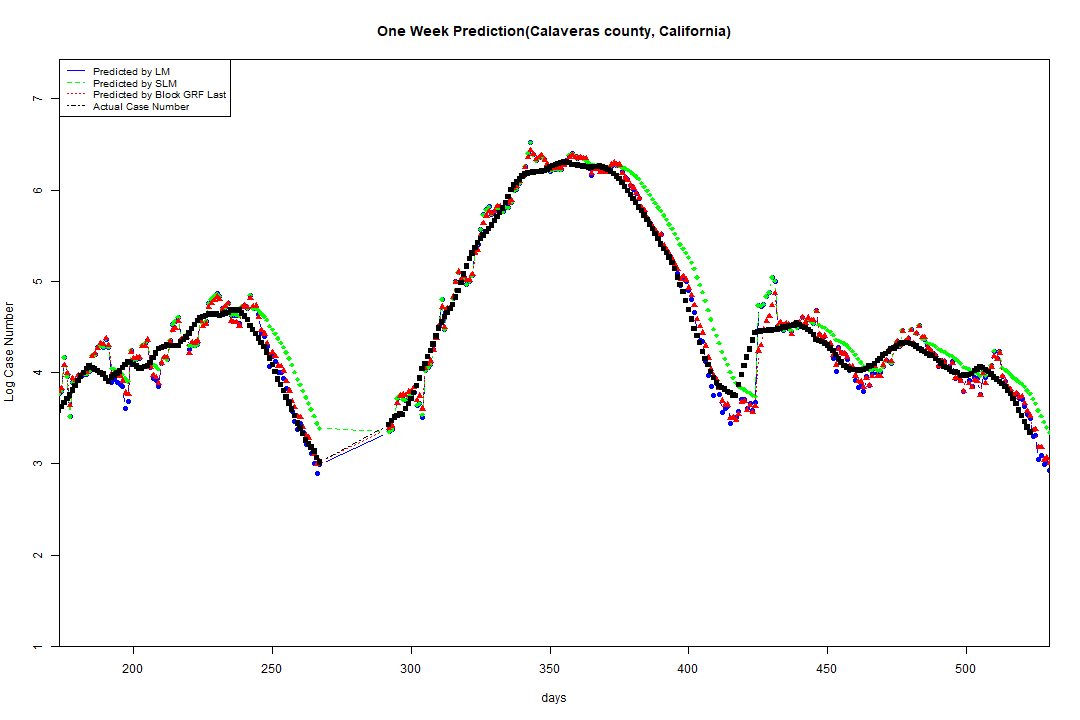 One Week Prediction(Calaveras county, California)
Predicted by LM
Predicted by SLM
Predicted by Block GRF Last
Actual Case Number
7
6
5
4
3
2
1
Log Case Number
200 250 300 350 400 450 500
days